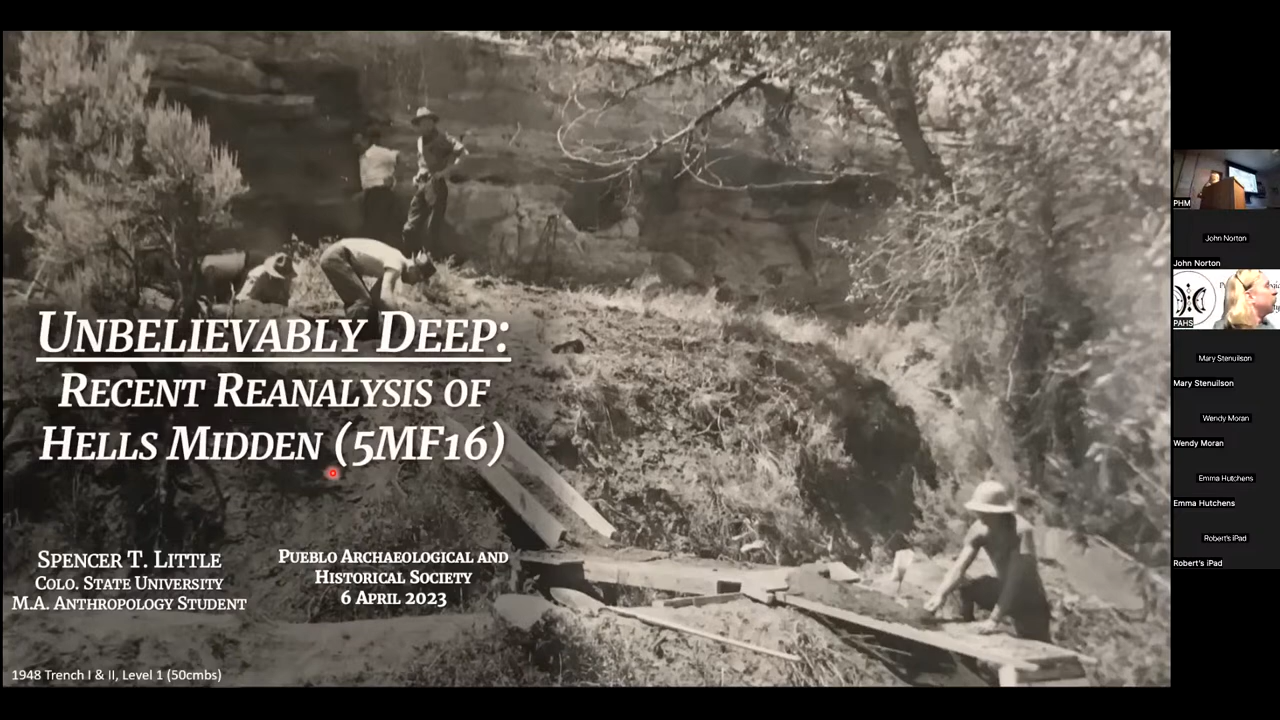 UNBELIEVABLY DEEP:
RECENT REANALYSIS OF
HELLS MIDDEN (5MF16)
SPENCER T. LITTLE
COLO. STATE UNIVERSITY
M.A. ANTHROPOLOGY STUDENT
PUEBLO ARCHAEOLOGICAL AND
HISTORICAL SOCIETY
6 APRIL 2023
1948 Trench I & II, Level 1 (50cmbs)
PHM
John Norton
John Norton
PAHS
Mary Stenuilson
Mary Stenuilson
Wendy Moran
Wendy Moran
Emma Hutchens
Emma Hutchens
Robert's iPad
Robert's iPad